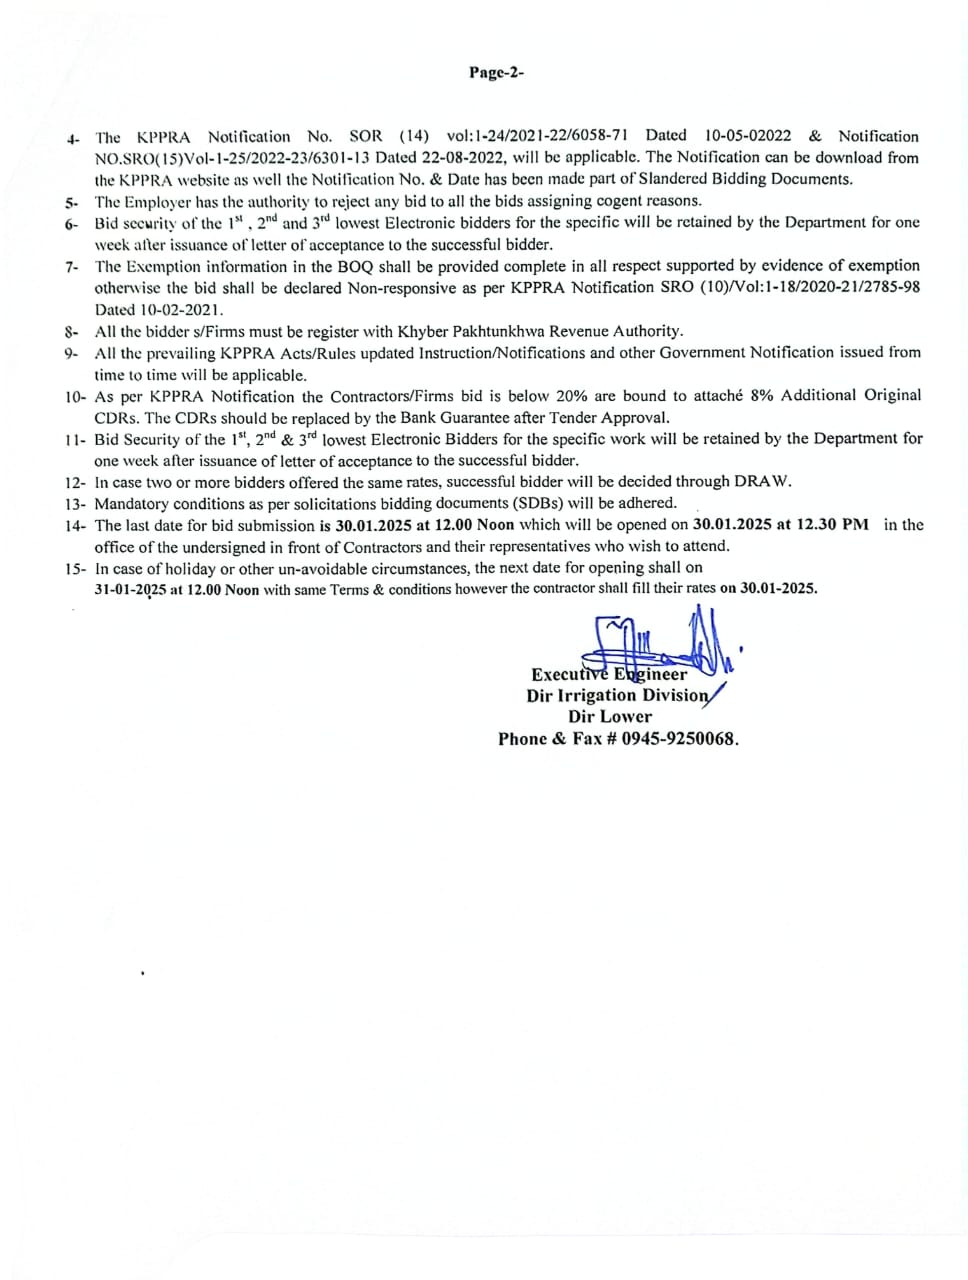 Page-2-
4- The KPPRA Notification No. SOR (14) vol:1-24/2021-22/6058-71 Dated 10-05-02022 & Notification
NO.SRO(15)Vol-1-25/2022-23/6301-13 Dated 22-08-2022, will be applicable. The Notification can be download from
the KPPRA website as well the Notification No. & Date has been made part of Slandered Bidding Documents.
5- The Employer has the authority to reject any bid to all the bids assigning cogent reasons.
6- Bid security of the 1st , 2nd and 3rd lowest Electronic bidders for the specific will be retained by the Department for one
week after issuance of letter of acceptance to the successful bidder.
7- The Exemption information in the BOQ shall be provided complete in all respect supported by evidence of exemption
otherwise the bid shall be declared Non-responsive as per KPPRA Notification SRO (10)/Vol:1-18/2020-21/2785-98
Dated 10-02-2021.
8- All the bidder s/Firms must be register with Khyber Pakhtunkhwa Revenue Authority.
9- All the prevailing KPPRA Acts/Rules updated Instruction/Notifications and other Government Notification issued from
time to time will be applicable.
10- As per KPPRA Notification the Contractors/Firms bid is below 20% are bound to attaché 8% Additional Original
CDRs. The CDRs should be replaced by the Bank Guarantee after Tender Approval.
11- Bid Security of the 1st, 2nd & 3rd lowest Electronic Bidders for the specific work will be retained by the Department for
one week after issuance of letter of acceptance to the successful bidder.
12- In case two or more bidders offered the same rates, successful bidder will be decided through DRAW.
13- Mandatory conditions as per solicitations bidding documents (SDBs) will be adhered.
14- The last date for bid submission is 30.01.2025 at 12.00 Noon which will be opened on 30.01.2025 at 12.30 PM in the
office of the undersigned in front of Contractors and their representatives who wish to attend.
15- In case of holiday or other un-avoidable circumstances, the next date for opening shall on
31-01-2025 at 12.00 Noon with same Terms & conditions however the contractor shall fill their rates on 30.01-2025.
Executive Engineer
Dir Irrigation Division
Dir Lower
Phone & Fax # 0945-9250068.